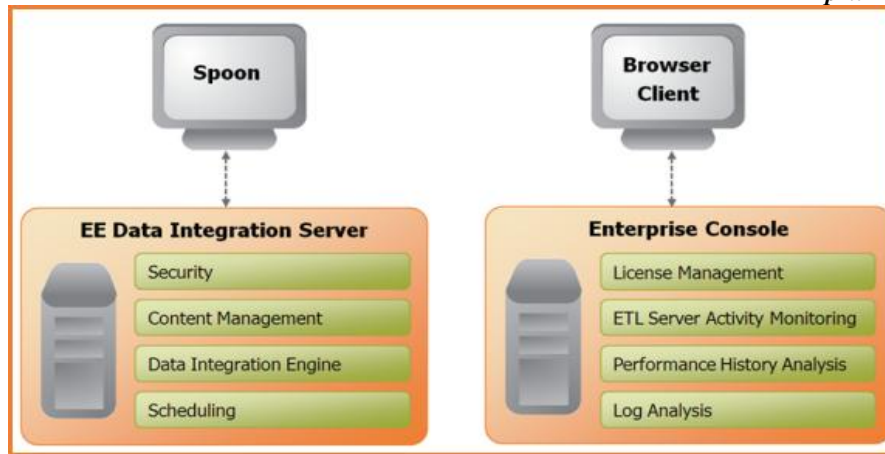 Spoon
Browser
Client
EE Data Integration Server
Security
Content Management
Data Integration Engine
Scheduling
Enterprise Console
License Management
ETL Server Activity Monitoring
Performance History Analysis
Log Analysis